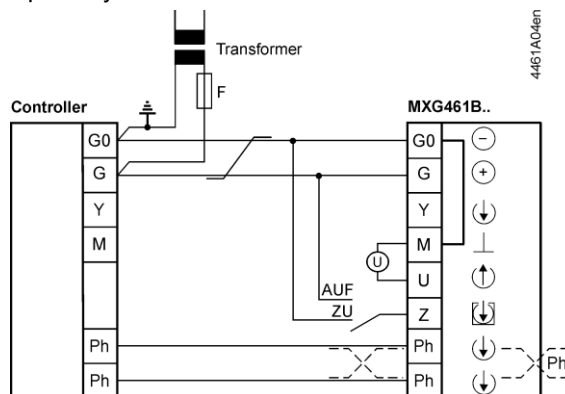 4461A04en
Transformer
F
Controller
MXG461B..
G0
G0
G
G
Y
Y
M
M
U
U
AUF
ZU
Z
Ph
Ph
Ph
Ph
Ph